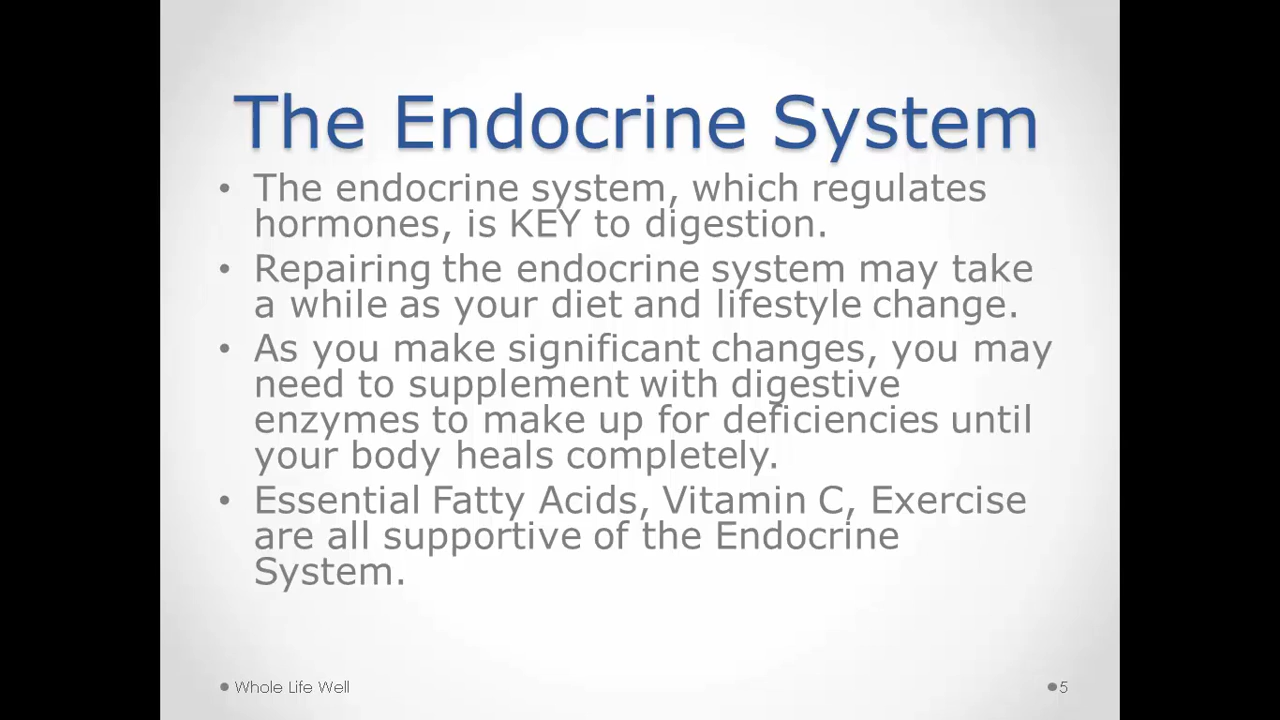 The Endocrine System
• The endocrine system, which regulates
hormones, is KEY to digestion.
• Repairing the endocrine system may take
a while as your diet and lifestyle change.
• As you make significant changes, you may
need to supplement with digestive
enzymes to make up for deficiencies until
your body heals completely.
• Essential Fatty Acids, Vitamin C, Exercise
are all supportive of the Endocrine
System.
Whole Life Well
5